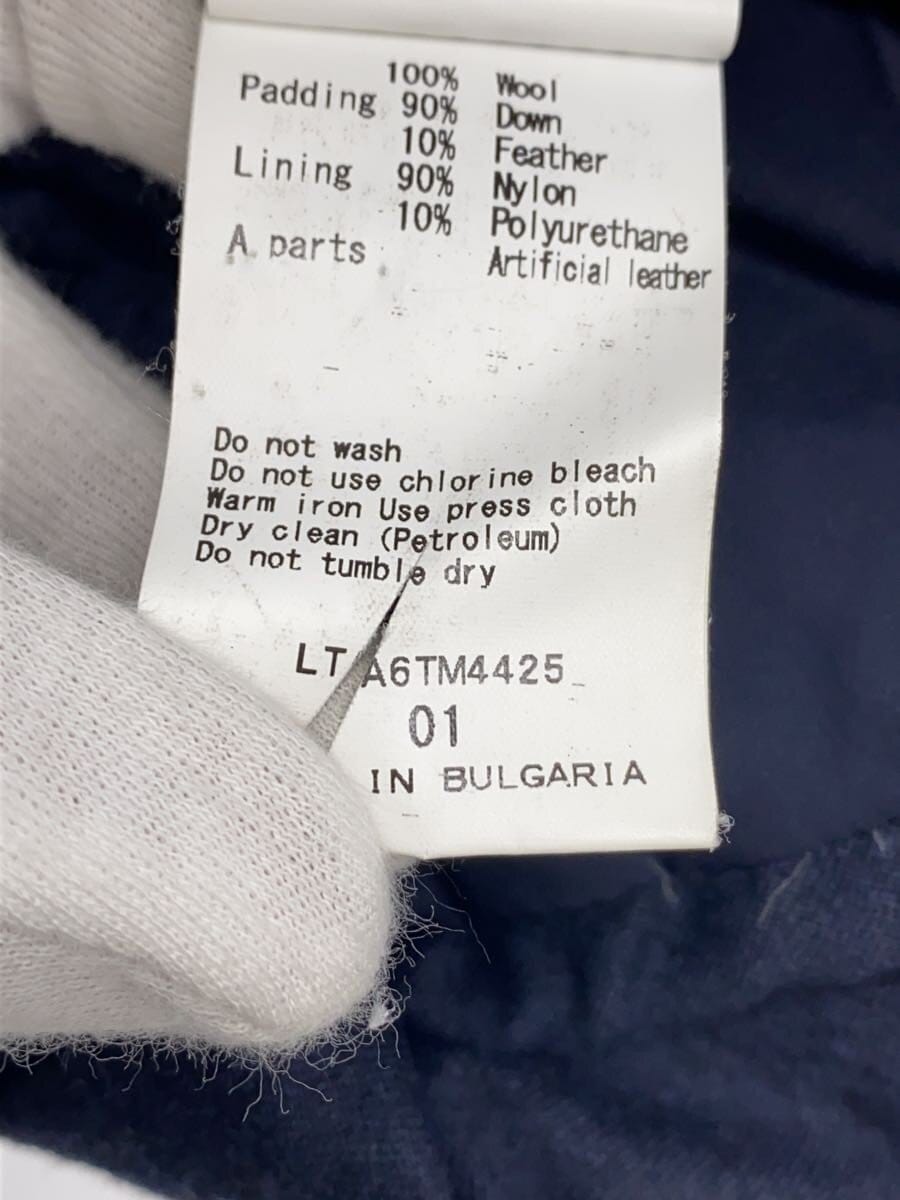 100% Wool
Padding 90% Down
10% Feather
Lining 90% Nylon
10% Polyurethane
A parts Artificial leather
Do not wash
Do not use chlorine bleach
Warm iron Use press cloth
Dry clean (Petroleum)
Do not tumble dry
LT A6TM4425
01
IN BULGARIA